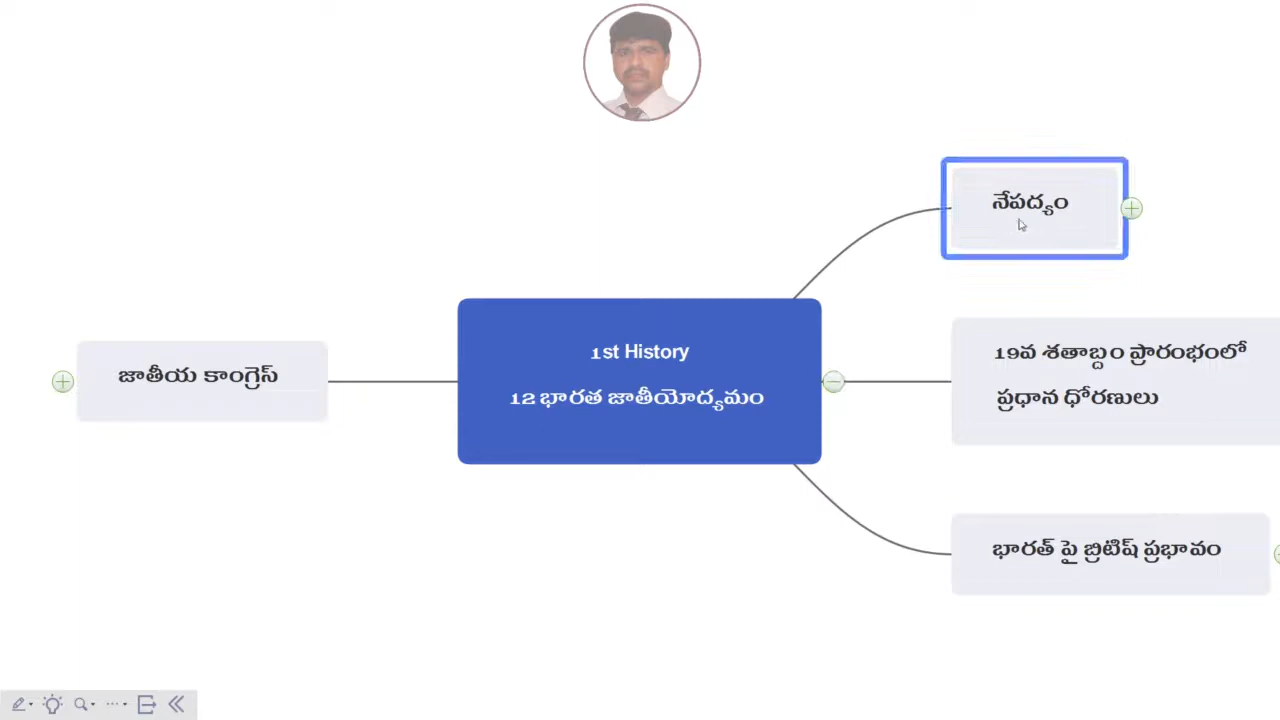 నేపద్యం
1st History
12 భారత జాతీయోద్యమం
జాతీయ కాంగ్రెస్
19వ శతాబ్దం ప్రారంభంలో
ప్రధాన ధోరణులు
భారత్ పై బ్రిటిష్ ప్రభావం